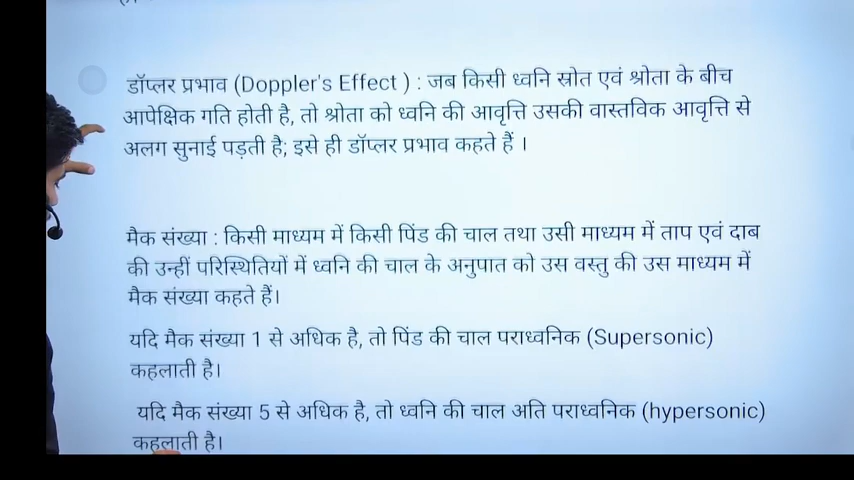 डॉप्लर प्रभाव (Doppler's Effect ) : जब किसी ध्वनि स्रोत एवं श्रोता के बीच
आपेक्षिक गति होती है, तो श्रोता को ध्वनि की आवृत्ति उसकी वास्तविक आवृत्ति से
अलग सुनाई पड़ती है; इसे ही डॉप्लर प्रभाव कहते हैं ।
मैक संख्या : किसी माध्यम में किसी पिंड की चाल तथा उसी माध्यम में ताप एवं दाब
की उन्हीं परिस्थितियों में ध्वनि की चाल के अनुपात को उस वस्तु की उस माध्यम में
मैक संख्या कहते हैं।
यदि मैक संख्या 1 से अधिक है, तो पिंड की चाल पराध्वनिक (Supersonic)
कहलाती है।
यदि मैक संख्या 5 से अधिक है, तो ध्वनि की चाल अति पराध्वनिक (hypersonic)
कहलाती है।